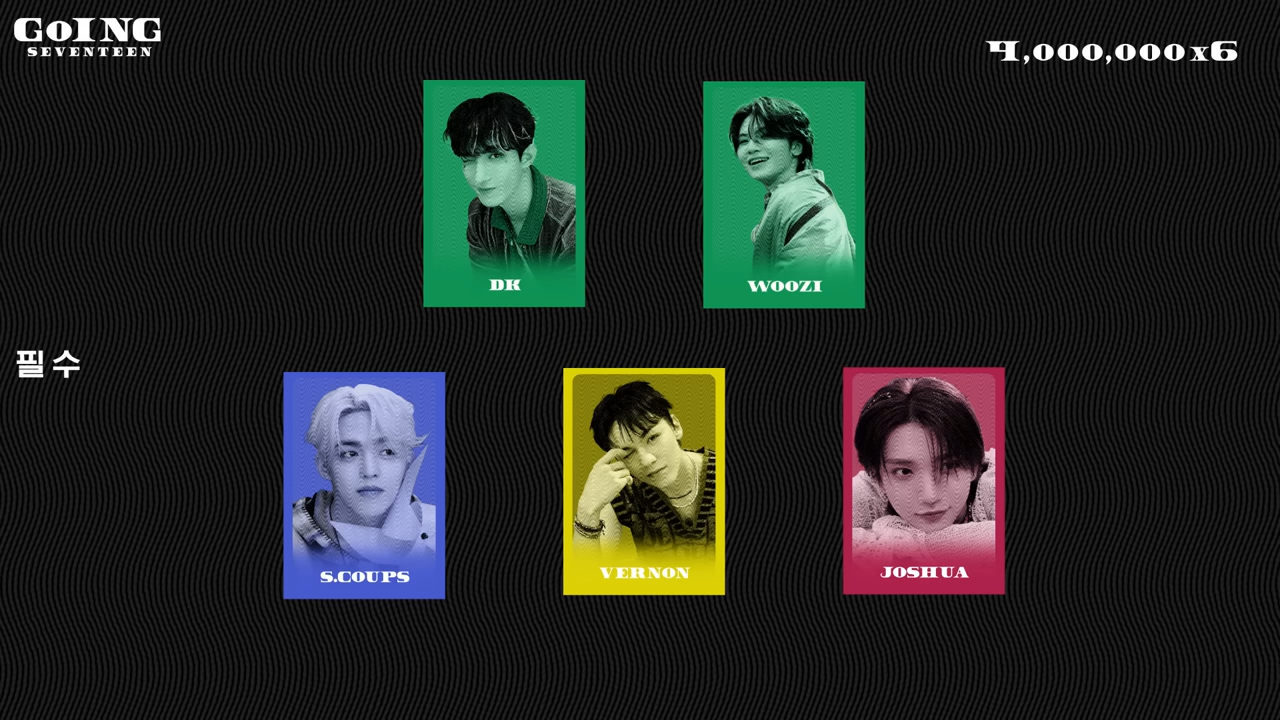 GoING
SEVENTEEN
4,000,000x6
DK
WOOZI
필수
S.COUPS
VERNON
JOSHUA